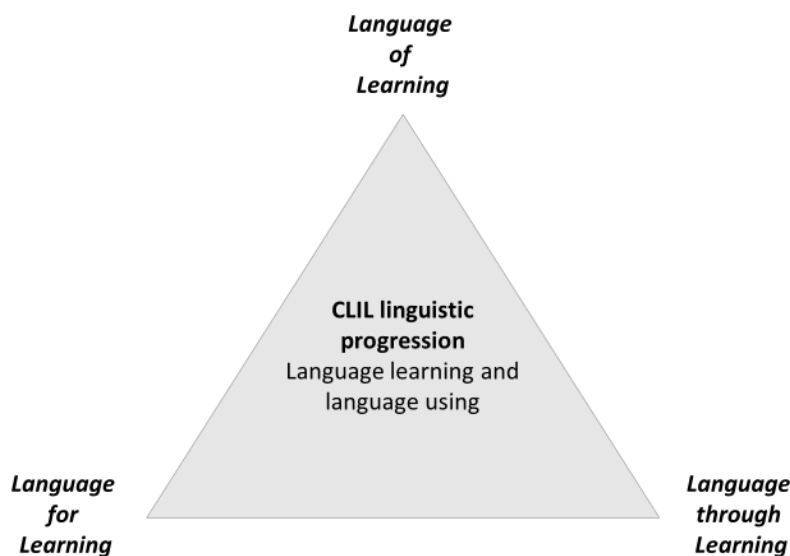 Language
of
Learning
CLIL linguistic
progression
Language learning and
language using
Language
for
Learning
Language
through
Learning